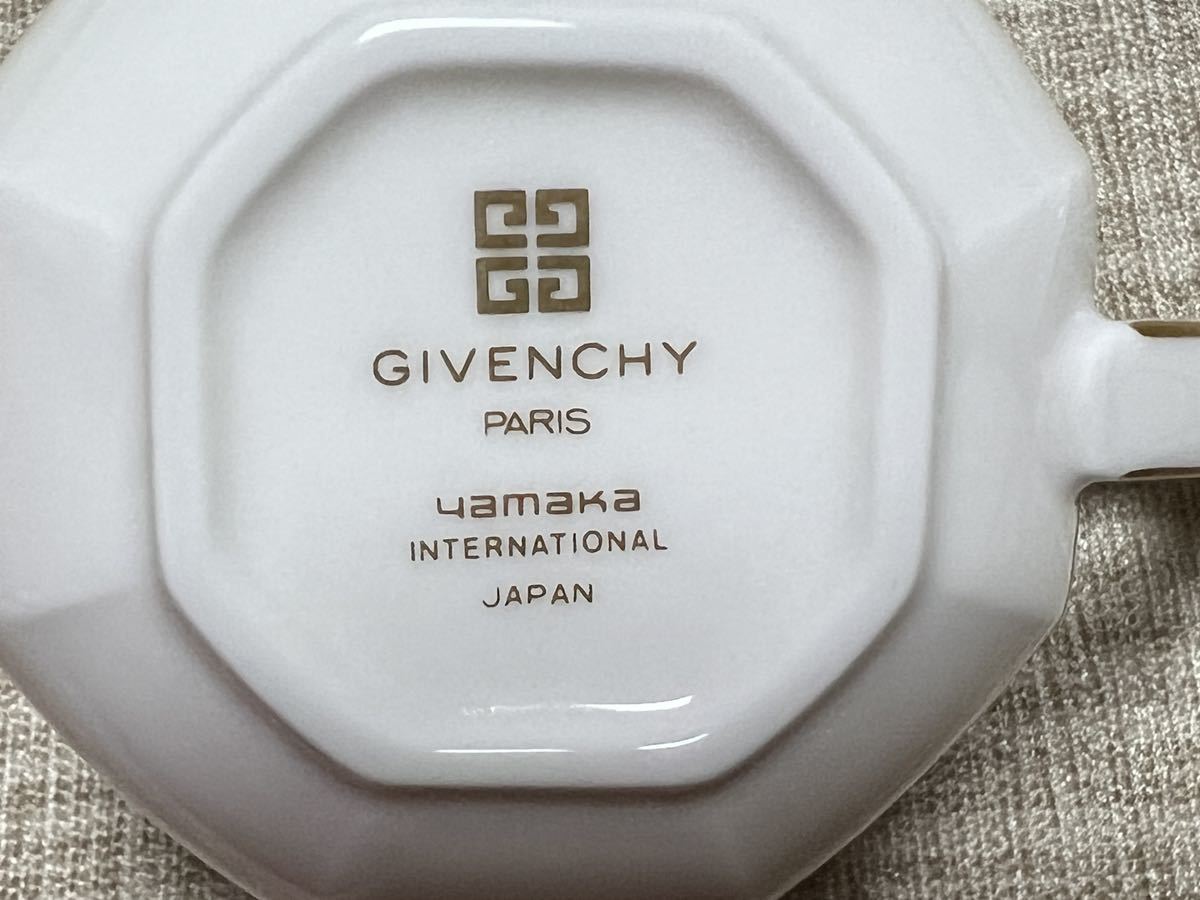 GIVENCHY
PARIS
yamaka
INTERNATIONAL
JAPAN